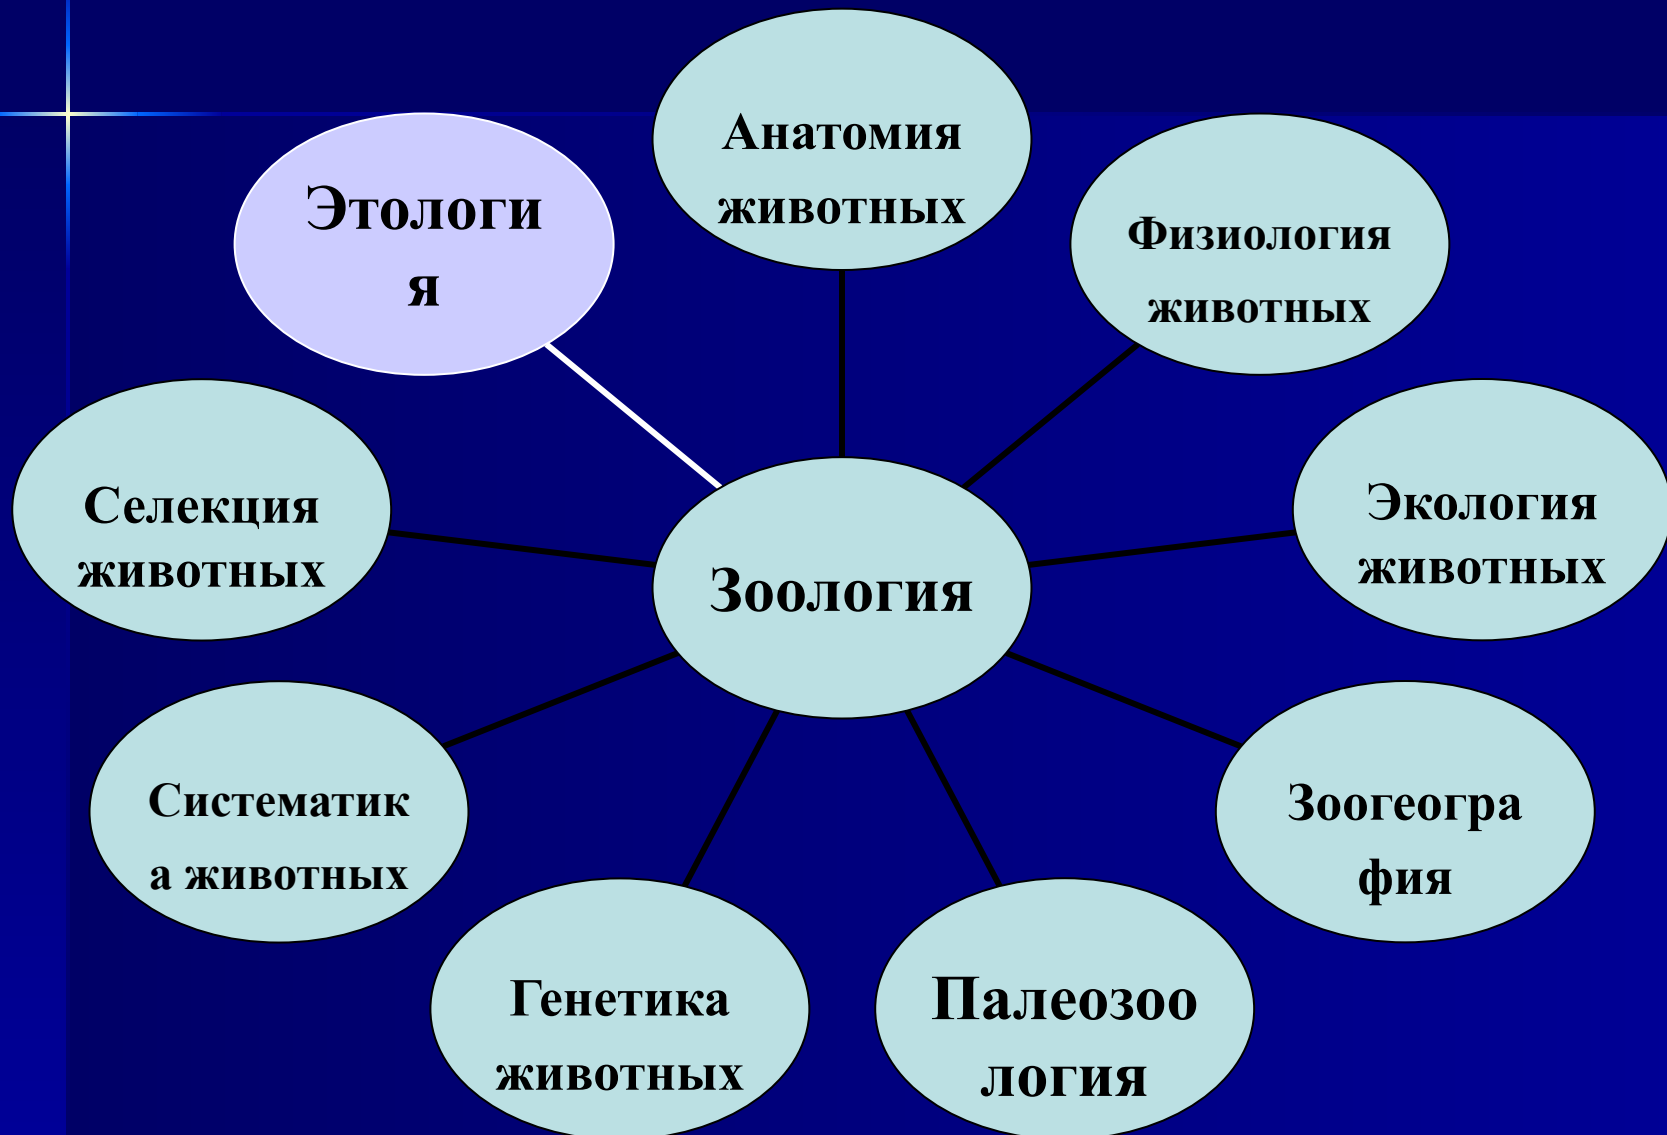 Анатомия
животных
Этологи
я
Физиология
животных
Селекция
животных
Экология
животных
Зоология
Систематик
а животных
Зоогеогра
фия
Генетика
животных
Палеозоо
логия